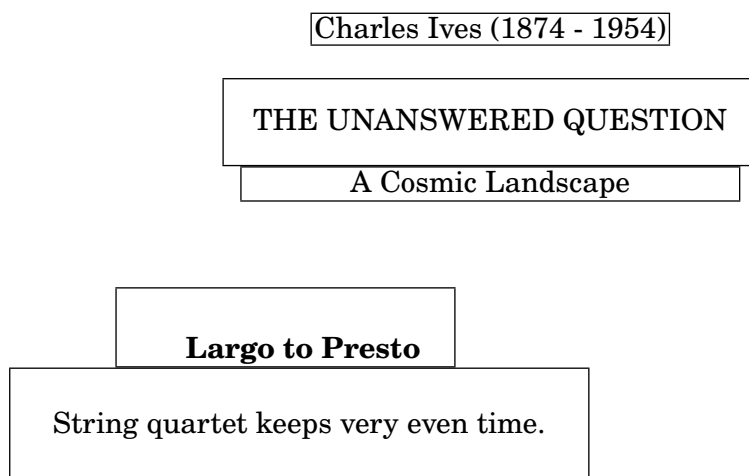 Charles Ives (1874 - 1954)
THE UNANSWERED QUESTION
A Cosmic Landscape
Largo to Presto
String quartet keeps very even time.